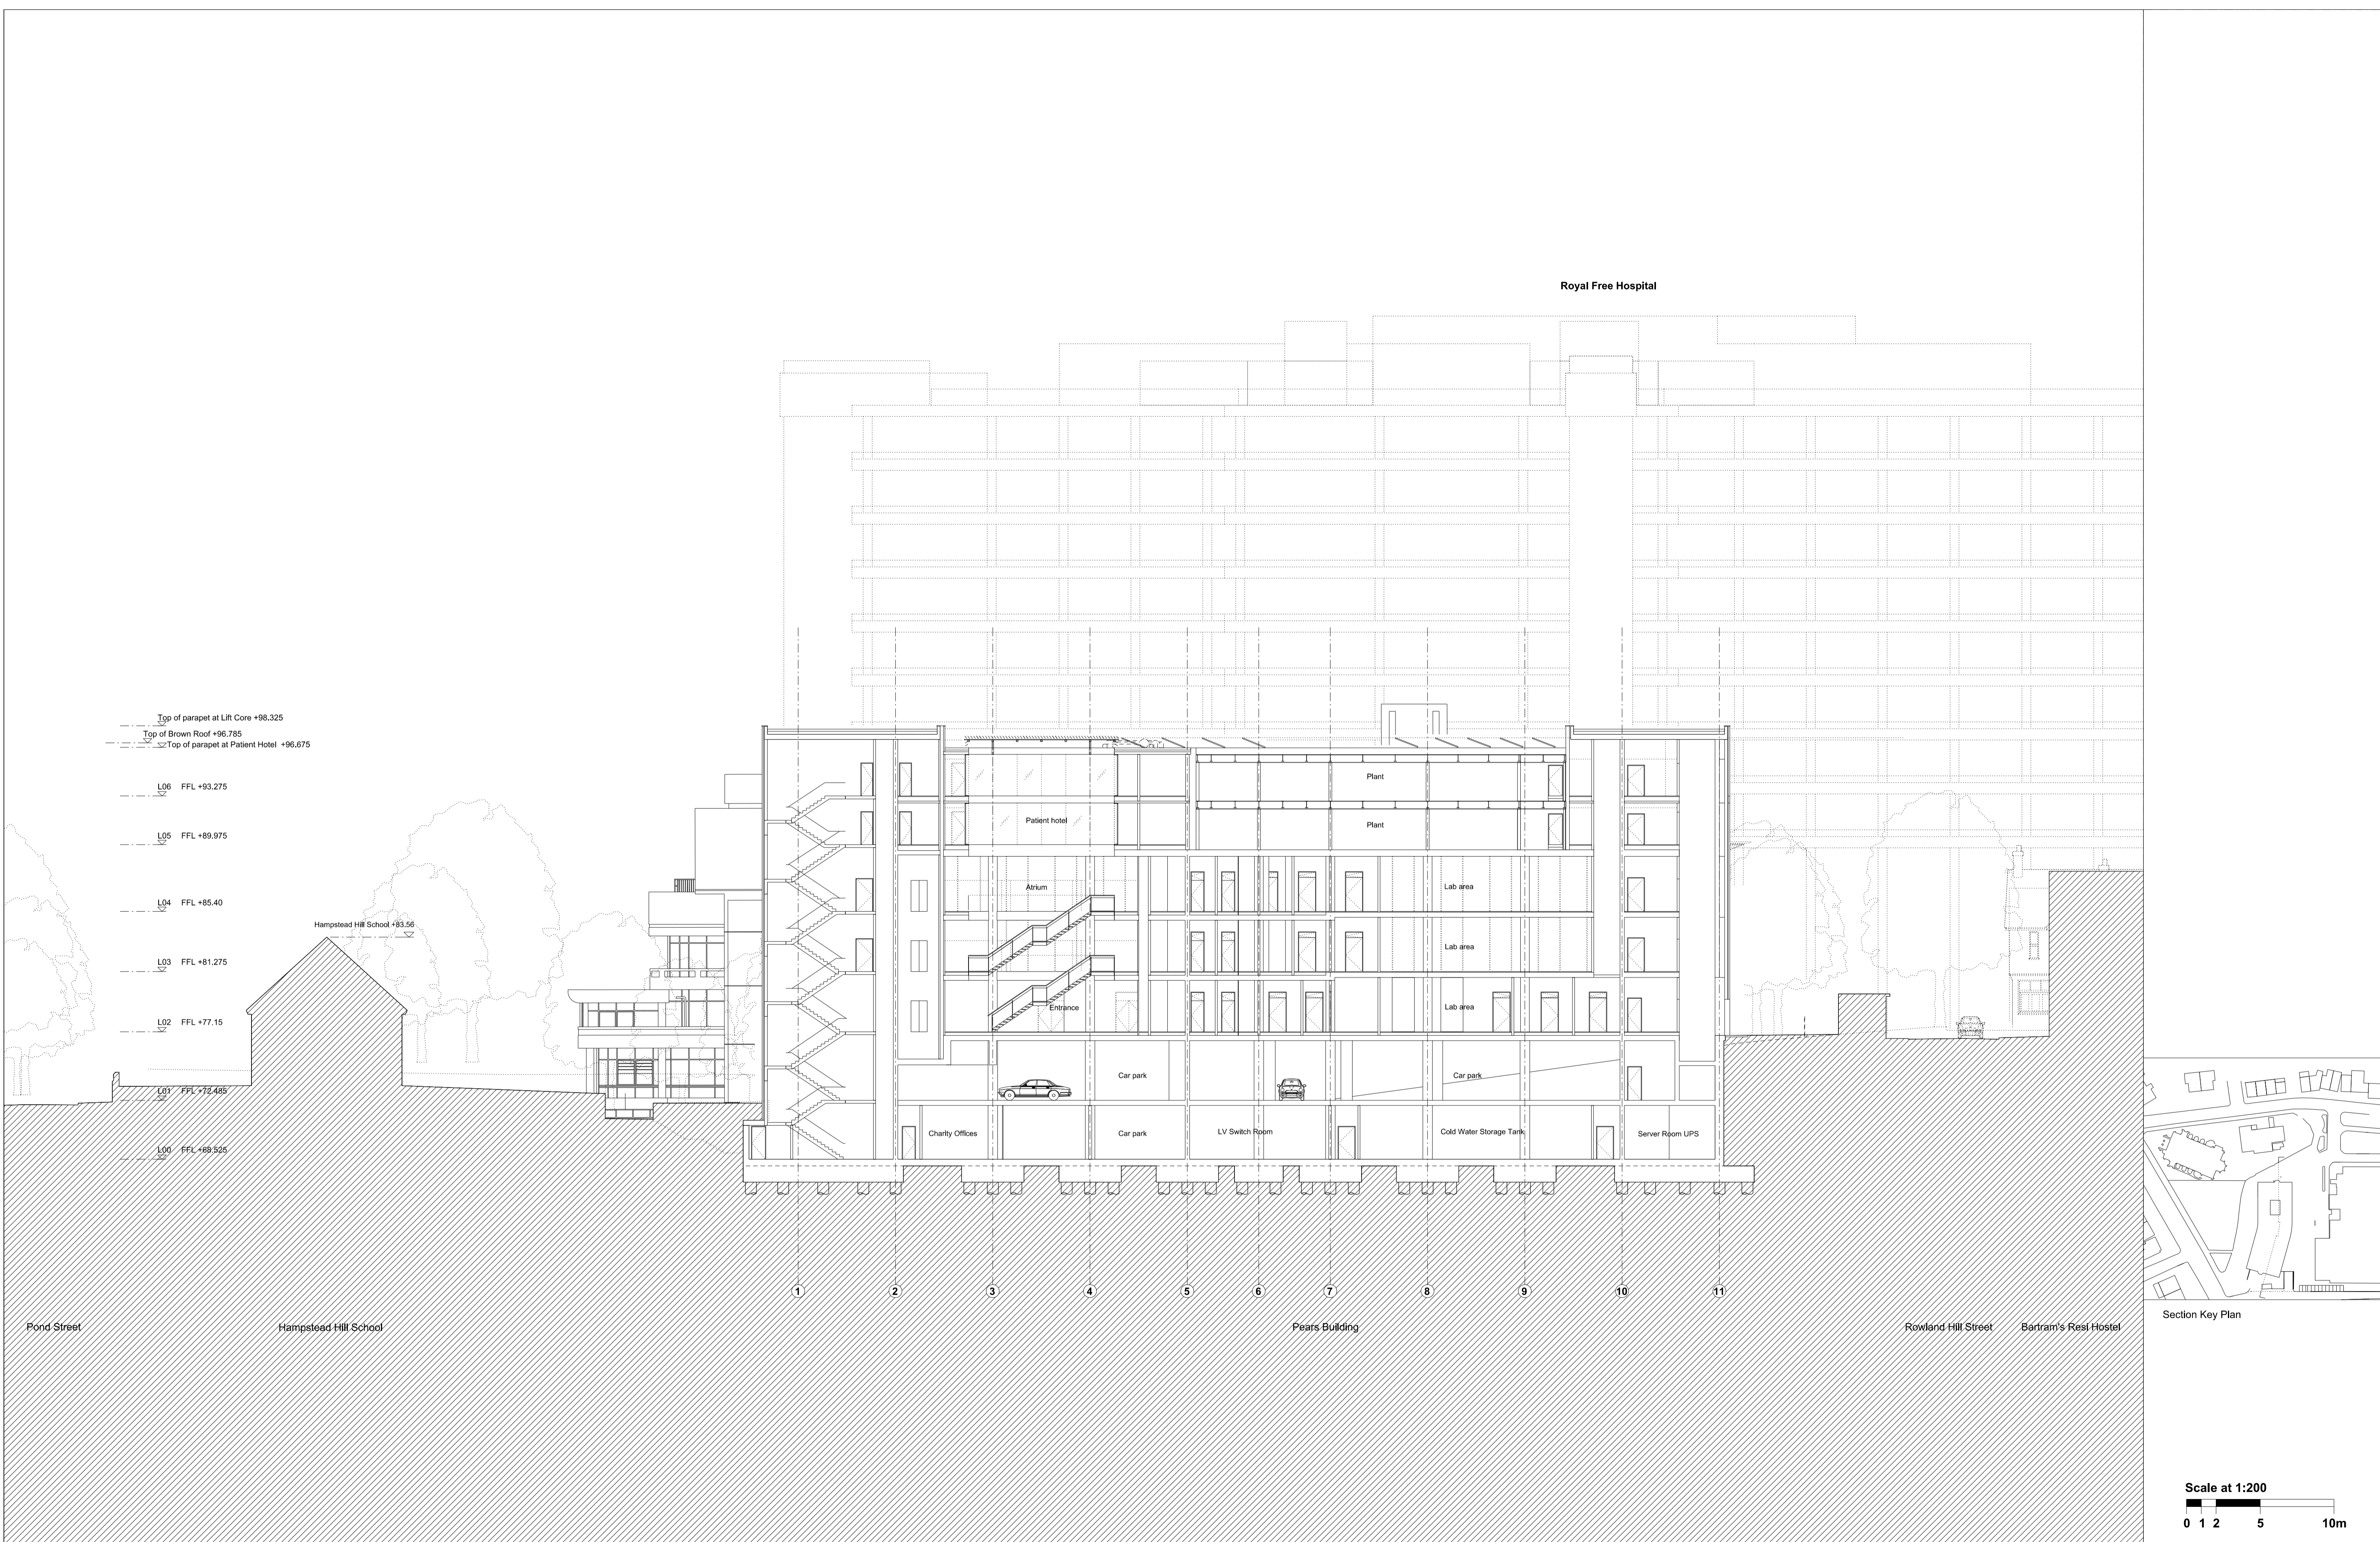 Royal Free Hospital
Top of parapet at Lift Core +98.325
Top of Brown Roof +96.785
Top of parapet at Patient Hotel +96.675
L06 FFL +93.275
Plant
L05 FFL +89.975
Patient hotel
Plant
L04 FFL +85.40
Atrium
Lab area
Hampstead Hill School +83.56
L03 FFL +81.275
Lab area
L02 FFL +77.15
Entrance
Lab area
L01 FFL +72.485
Car park
Car park
L00 FFL +68.525
Charity Offices
Car park
LV Switch Room
Cold Water Storage Tank
Server Room UPS
1 2 3 4 5 6 7 8 9 10 11
Pond Street
Hampstead Hill School
Pears Building
Rowland Hill Street
Bartram's Resi Hostel
Section Key Plan
Scale at 1:200
0 1 2 5 10m